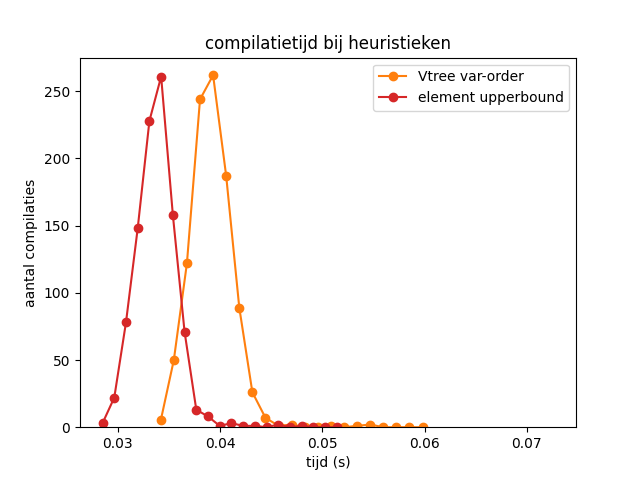 compilatietijd bij heuristieken
Vtree var-order
element upperbound
aantal compilaties
250
200
150
100
50
0
0.03 0.04 0.05 0.06 0.07
tijd (s)